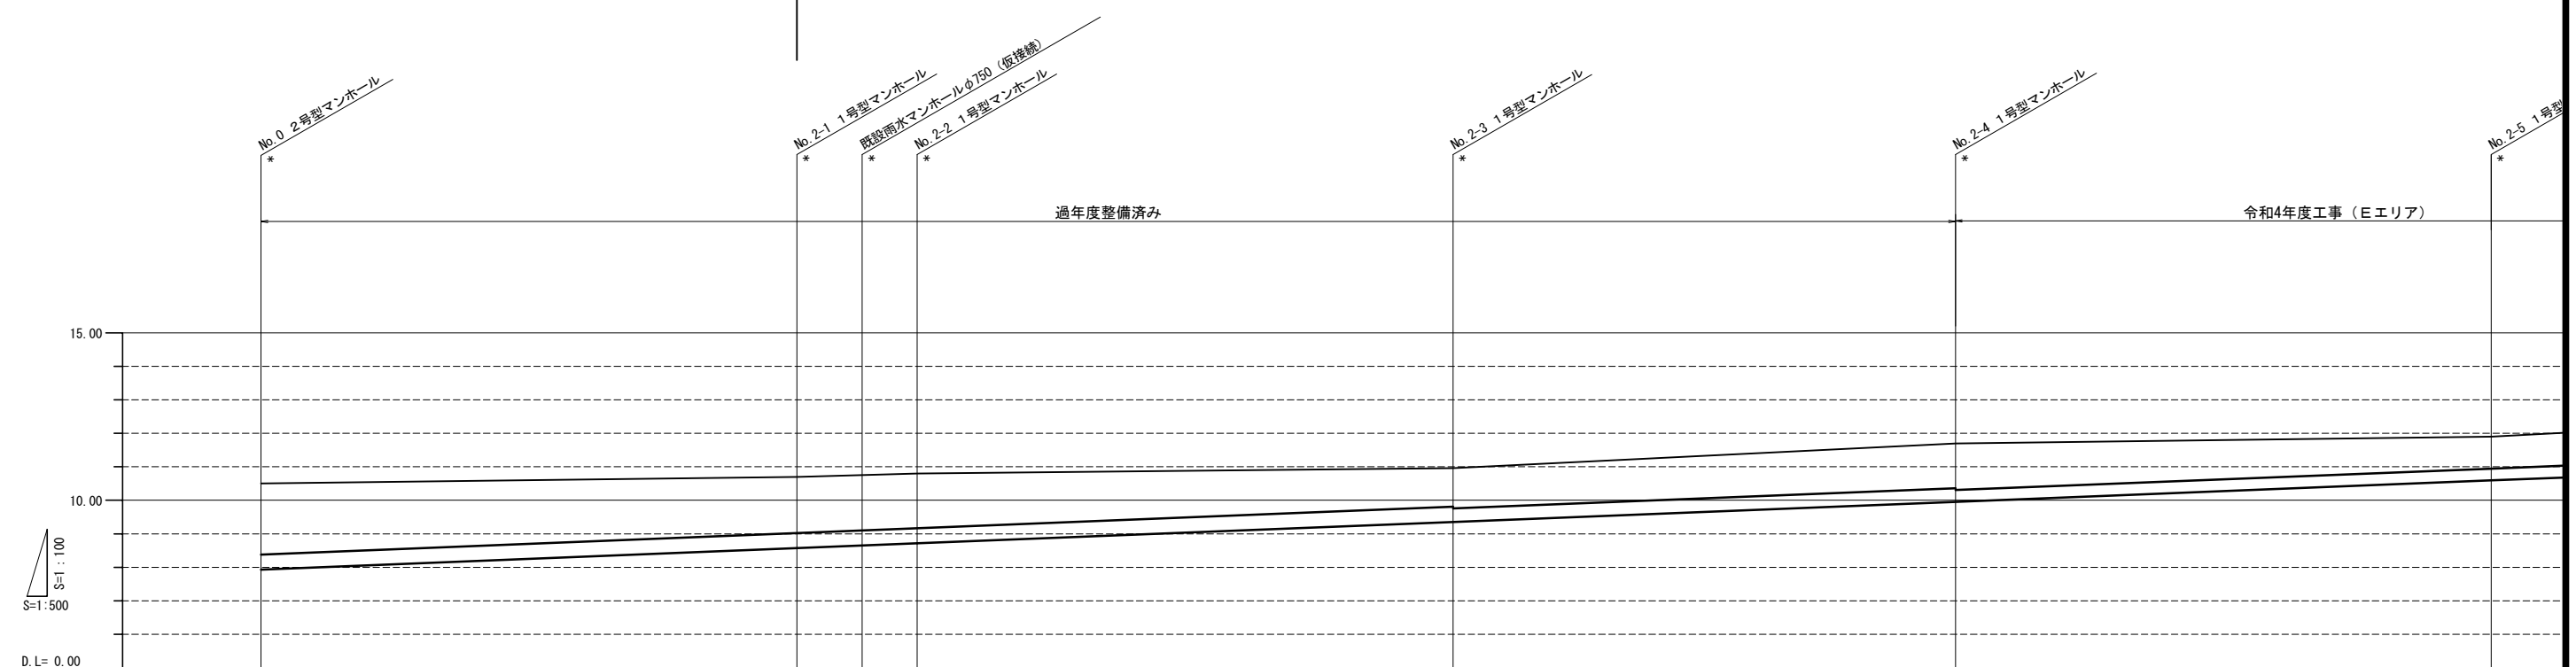 No.0 2号型マンホール
No.2-1 1号型マンホール
既設雨水マンホールφ750（仮接続）
No.2-2 1号型マンホール
No.2-3 1号型マンホール
No.2-4 1号型マンホール
No.2-5 1号型
*
*
*
*
*
*
*
過年度整備済み
令和4年度工事（Eエリア）
15.00
10.00
S=1:100
S=1:500
D.L= 0.00